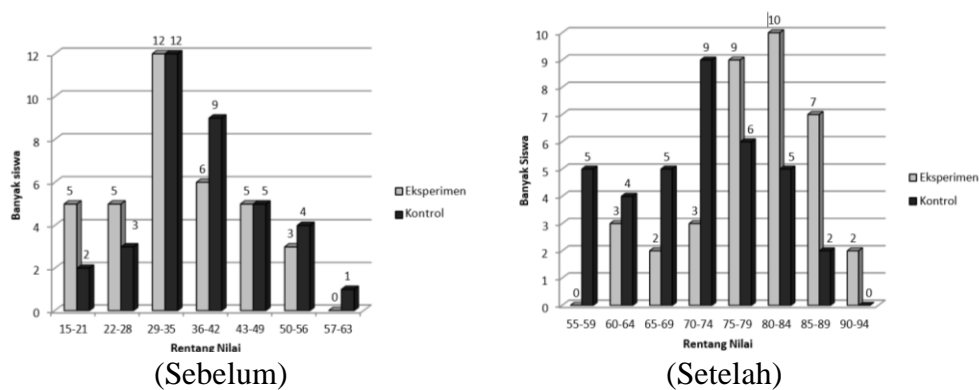 Banyak siswa
12
10
8
6
4
2
0
5 5 12 6 5 3 0
2 3 12 9 5 4 1
15-21 22-28 29-35 36-42 43-49 50-56 57-63
Rentang Nilai
Eksperimen
Kontrol
(Sebelum)
Banyak Siswa
10
9
8
7
6
5
4
3
2
1
0
0 3 2 3 9 10 7 2
5 4 5 9 6 5 2 0
55-59 60-64 65-69 70-74 75-79 80-84 85-89 90-94
Rentang Nilai
Eksperimen
Kontrol
(Setelah)